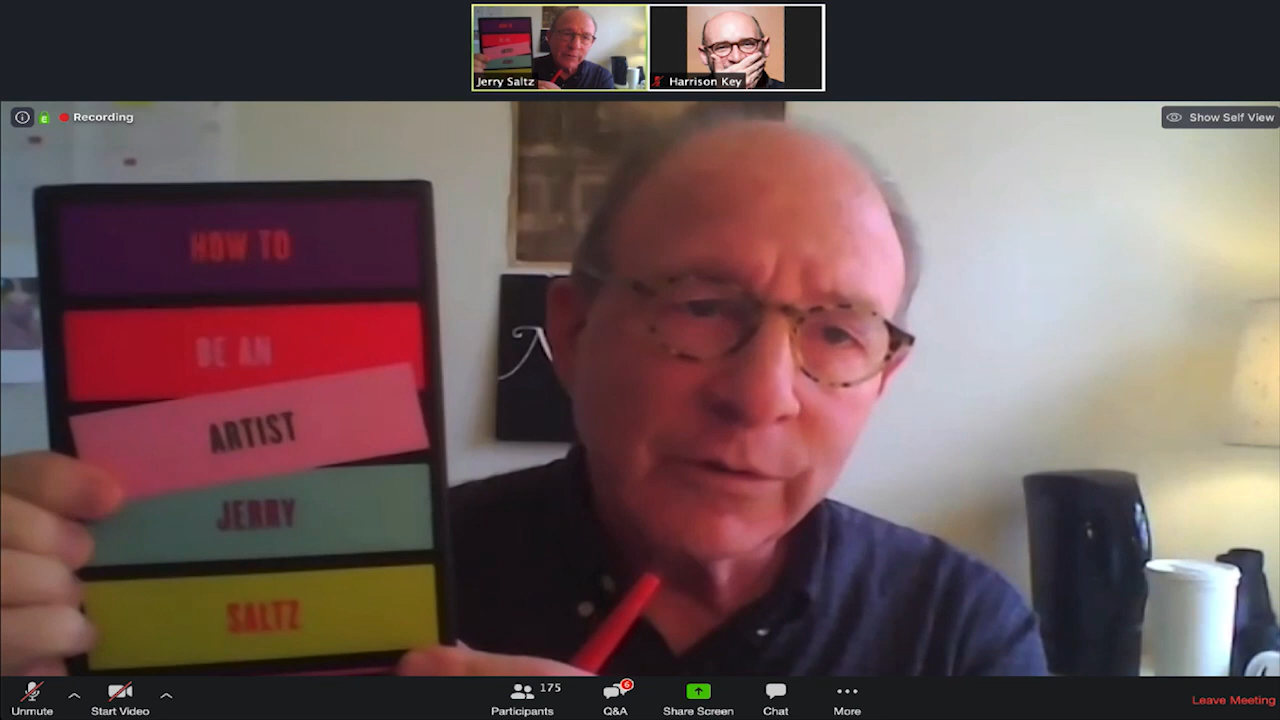 Jerry Saltz
Harrison Key
Recording
Show Self View
HOW TO
BE AN
ARTIST
JERRY
SALTZ
N
175
6
Unmute
Start Video
Participants
Q&A
Share Screen
Chat
More
Leave Meeting